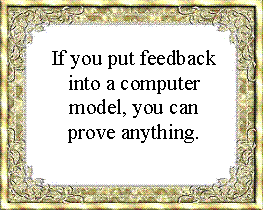 If you put feedback
into a computer
model, you can
prove anything.